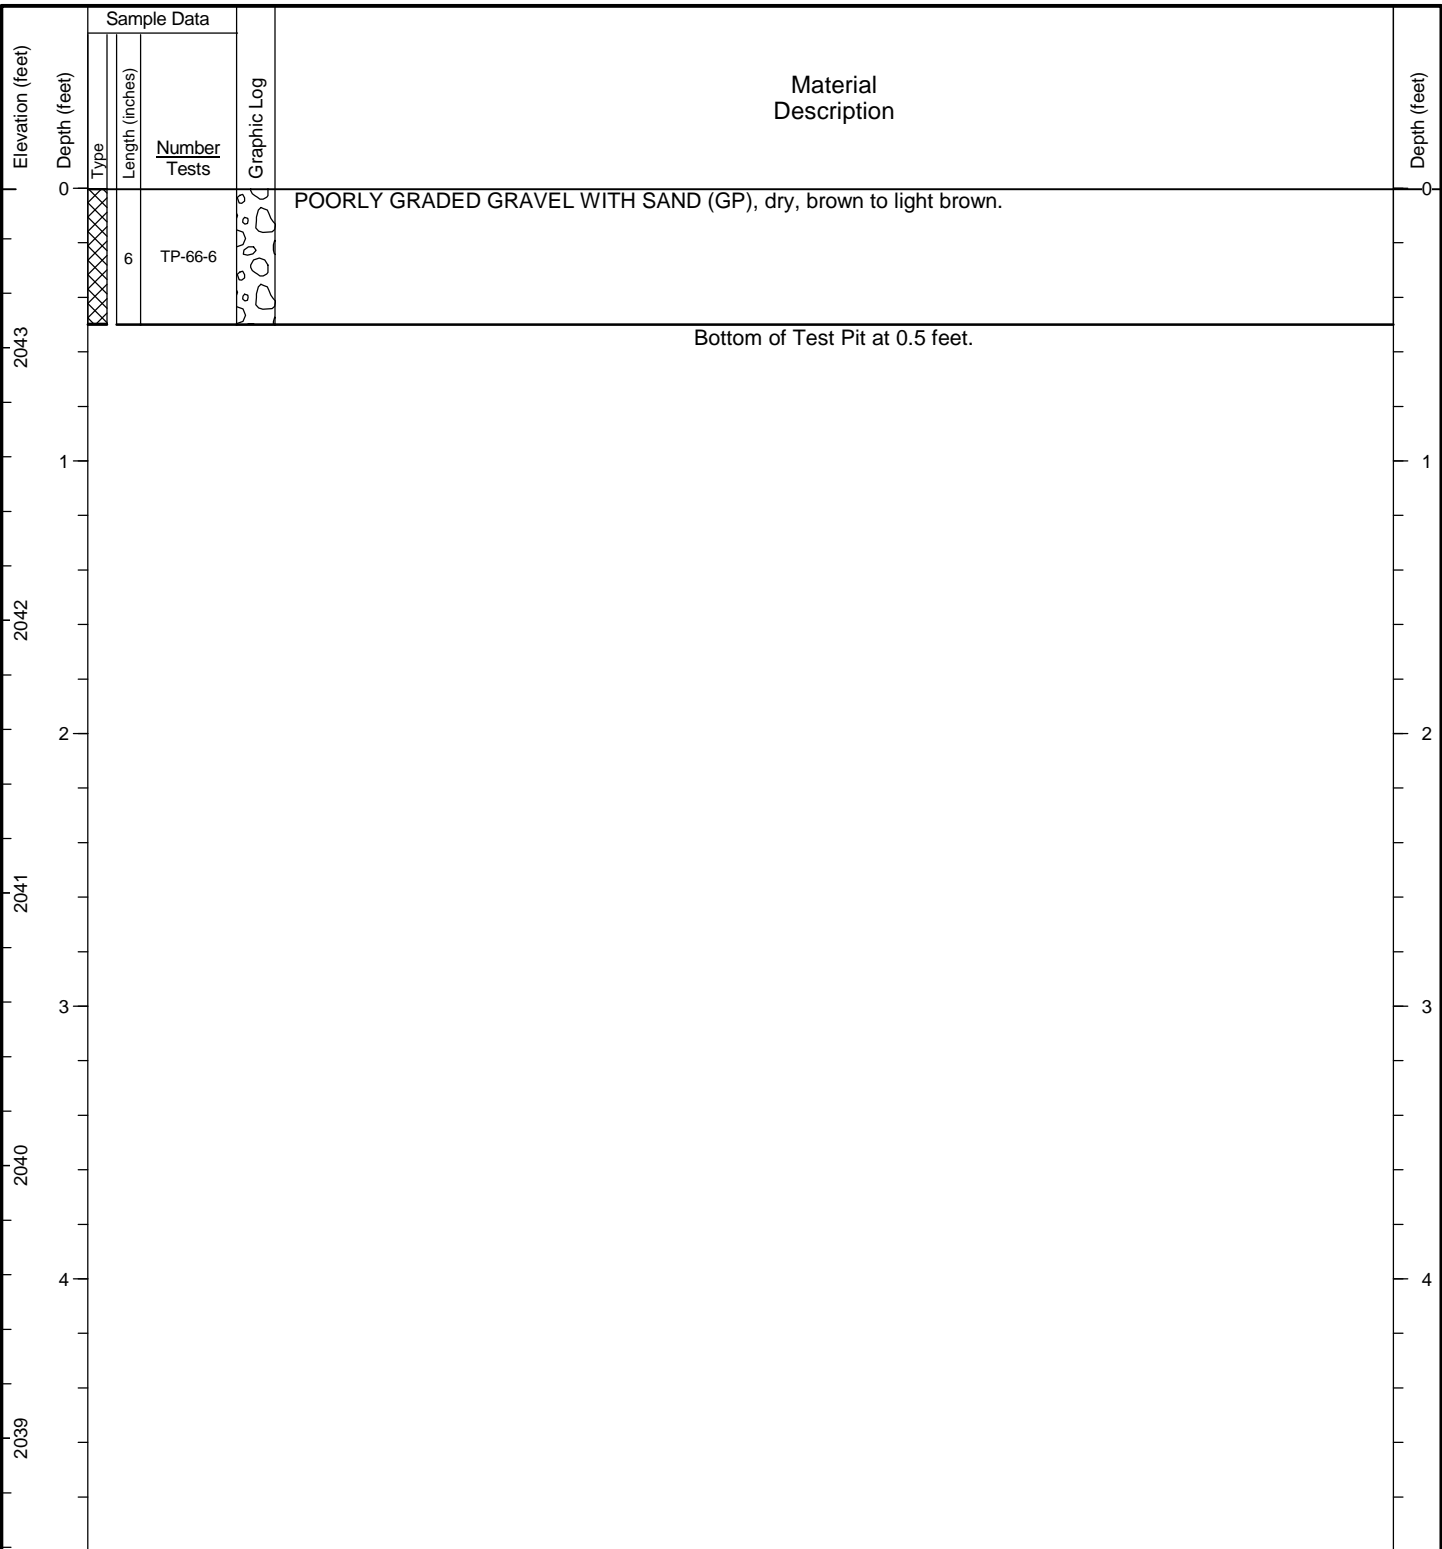 Sample Data
Elevation (feet)
Depth (feet)
Type
Length (inches)
Number
Tests
Graphic Log
Material
Description
Depth (feet)
0
0
POORLY GRADED GRAVEL WITH SAND (GP), dry, brown to light brown.
6
TP-66-6
Bottom of Test Pit at 0.5 feet.
2043
1
1
2042
2
2
2041
3
3
2040
4
4
2039